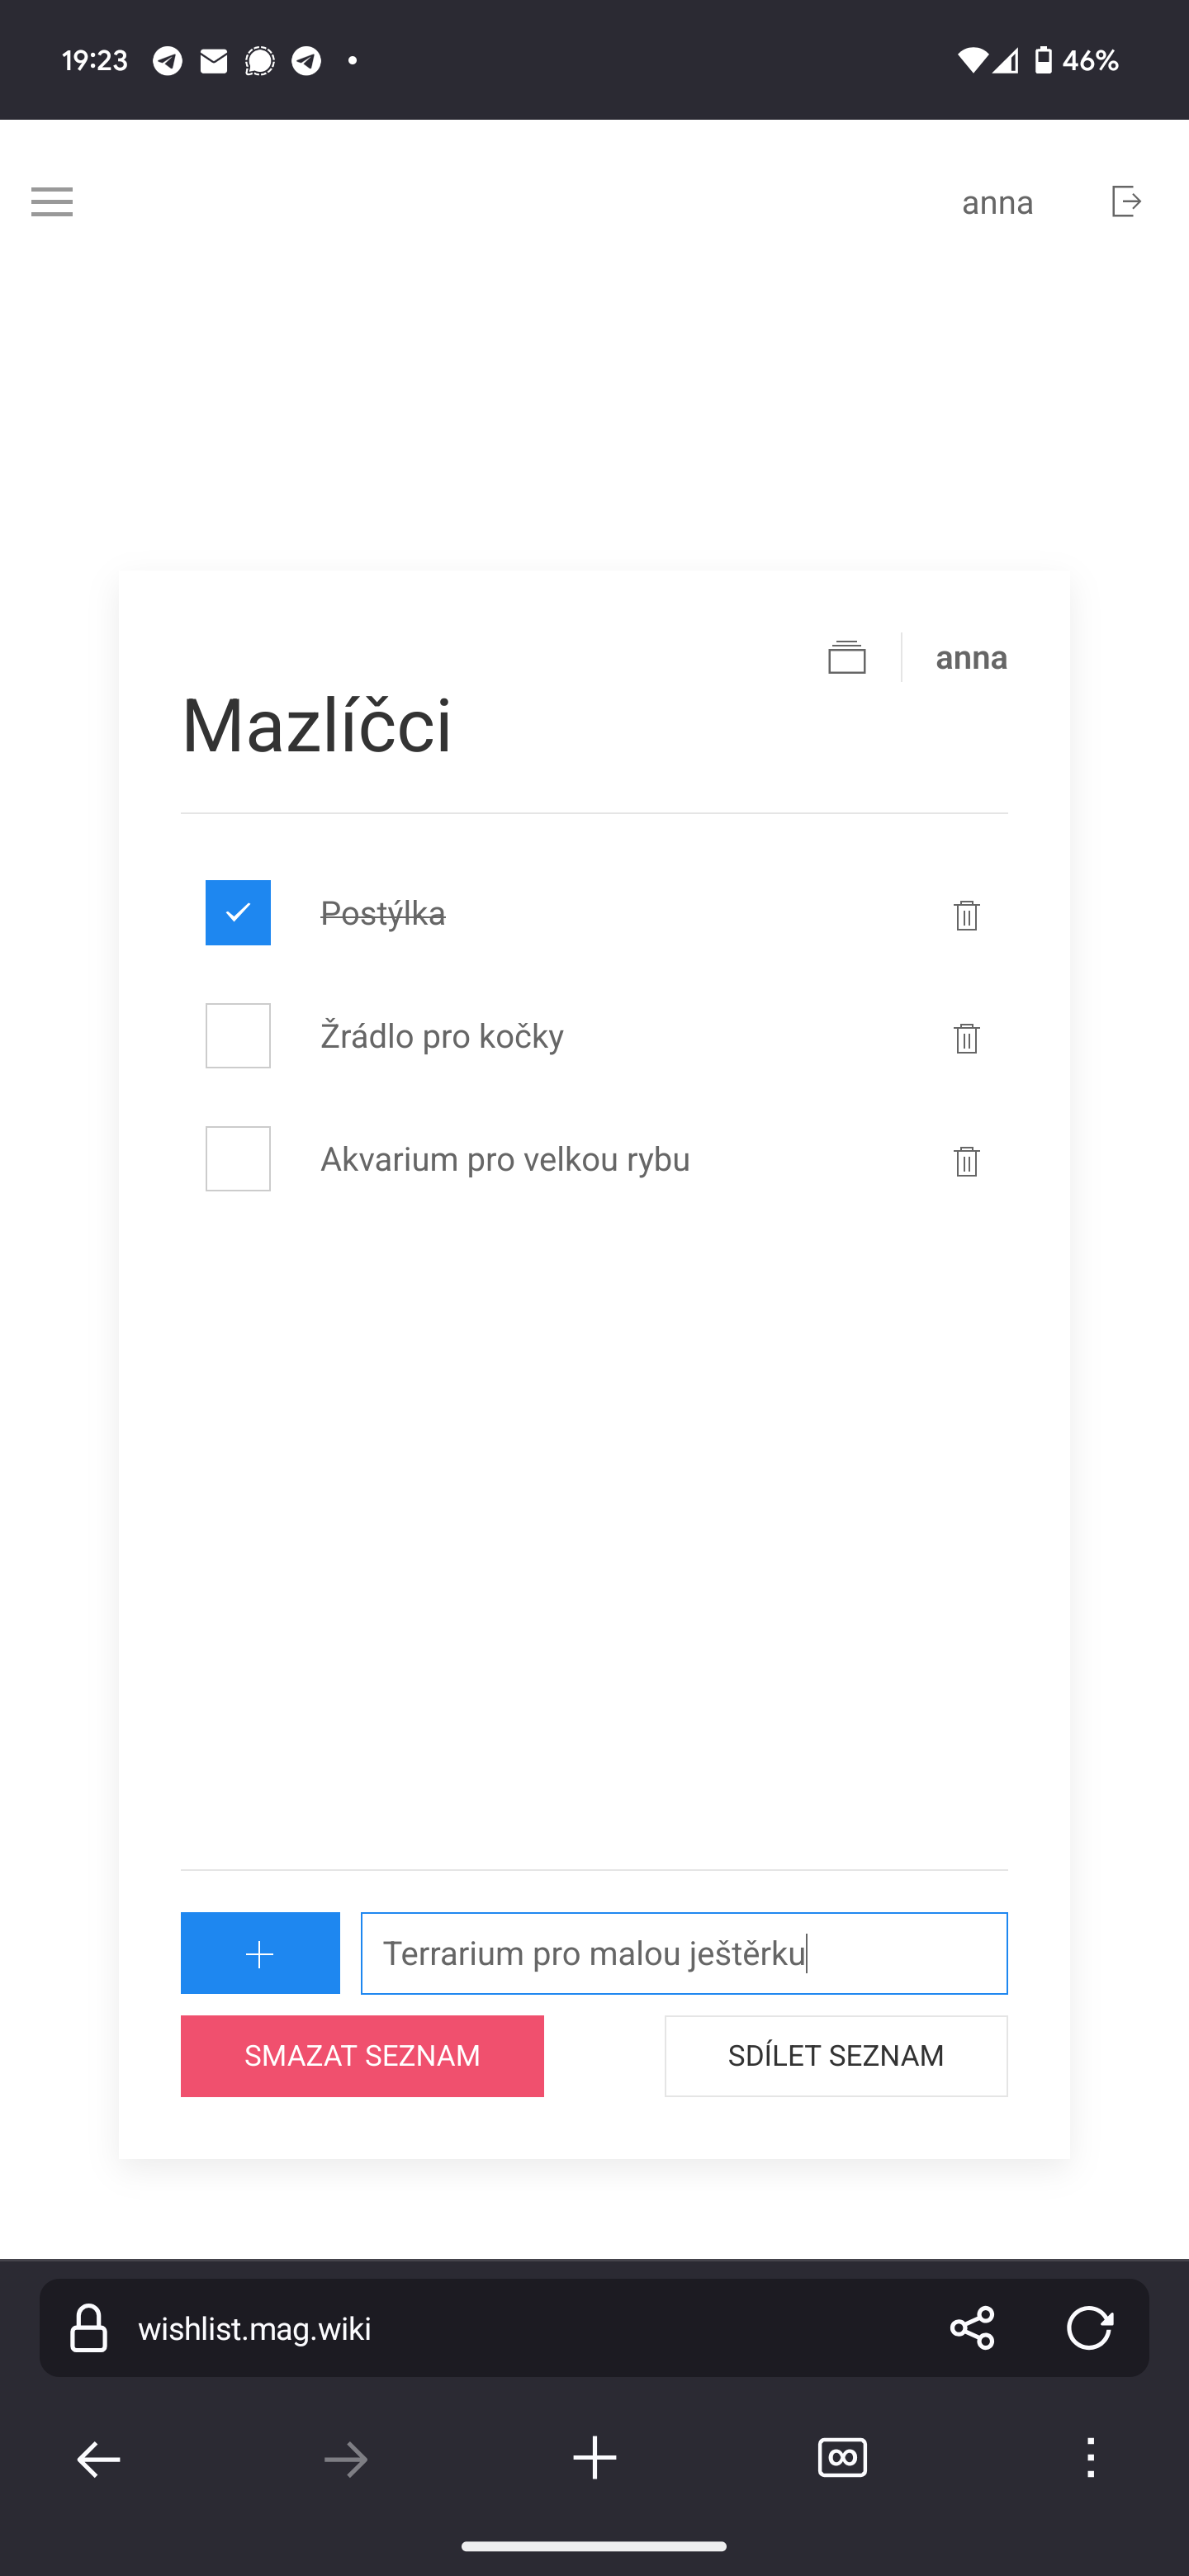 19:23
46%
anna
anna
Mazlíčci
Postýlka
Žrádlo pro kočky
Akvarium pro velkou rybu
Terrarium pro malou ještěrku
SMAZAT SEZNAM
SDÍLET SEZNAM
wishlist.mag.wiki